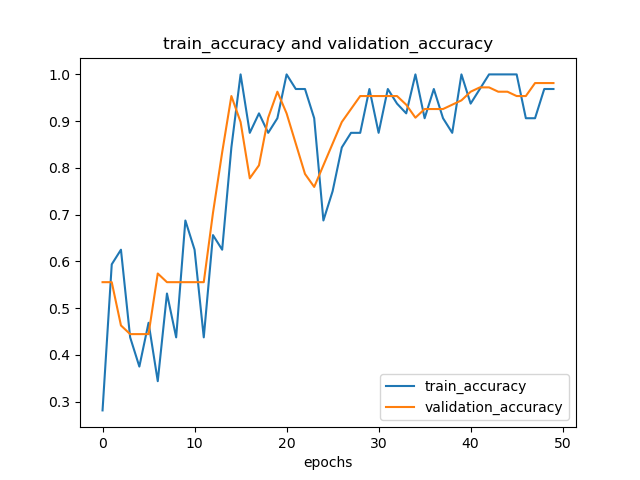 train_accuracy and validation_accuracy
1.0
0.9
0.8
0.7
0.6
0.5
0.4
0.3
train_accuracy
validation_accuracy
0 10 20 30 40 50
epochs